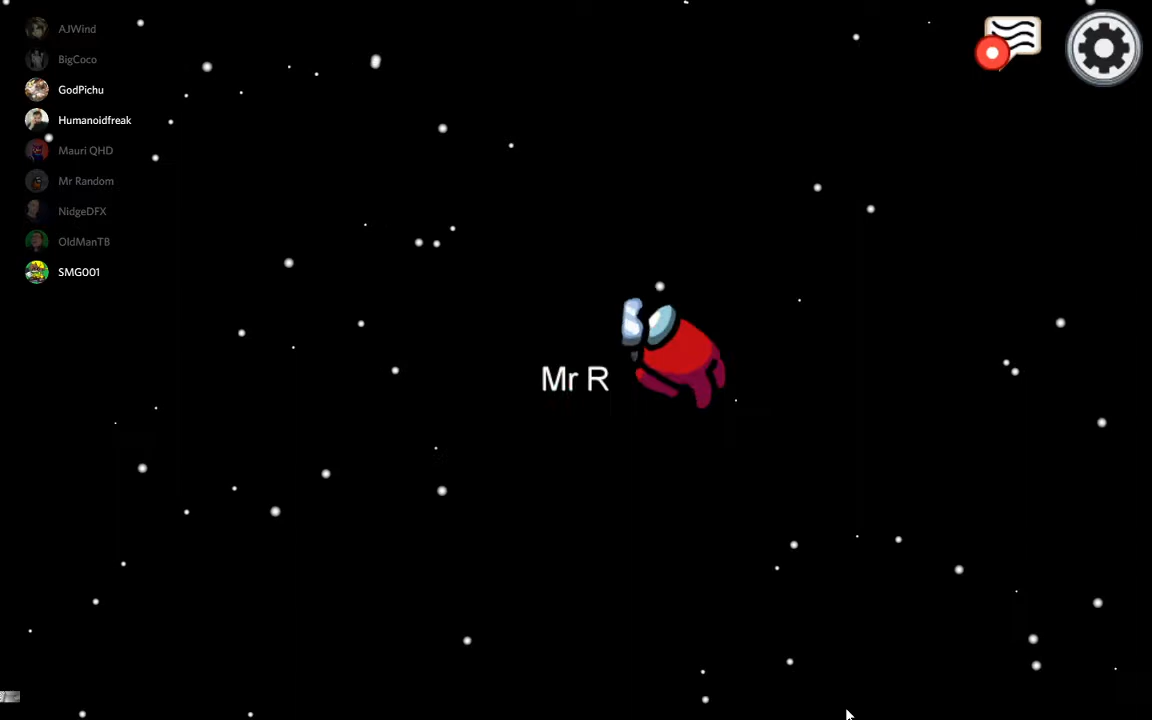 AJWind
BigCoco
GodPichu
Humanoidfreak
Mauri QHD
Mr Random
NidgeDFX
OldManTB
SMG001
Mr R